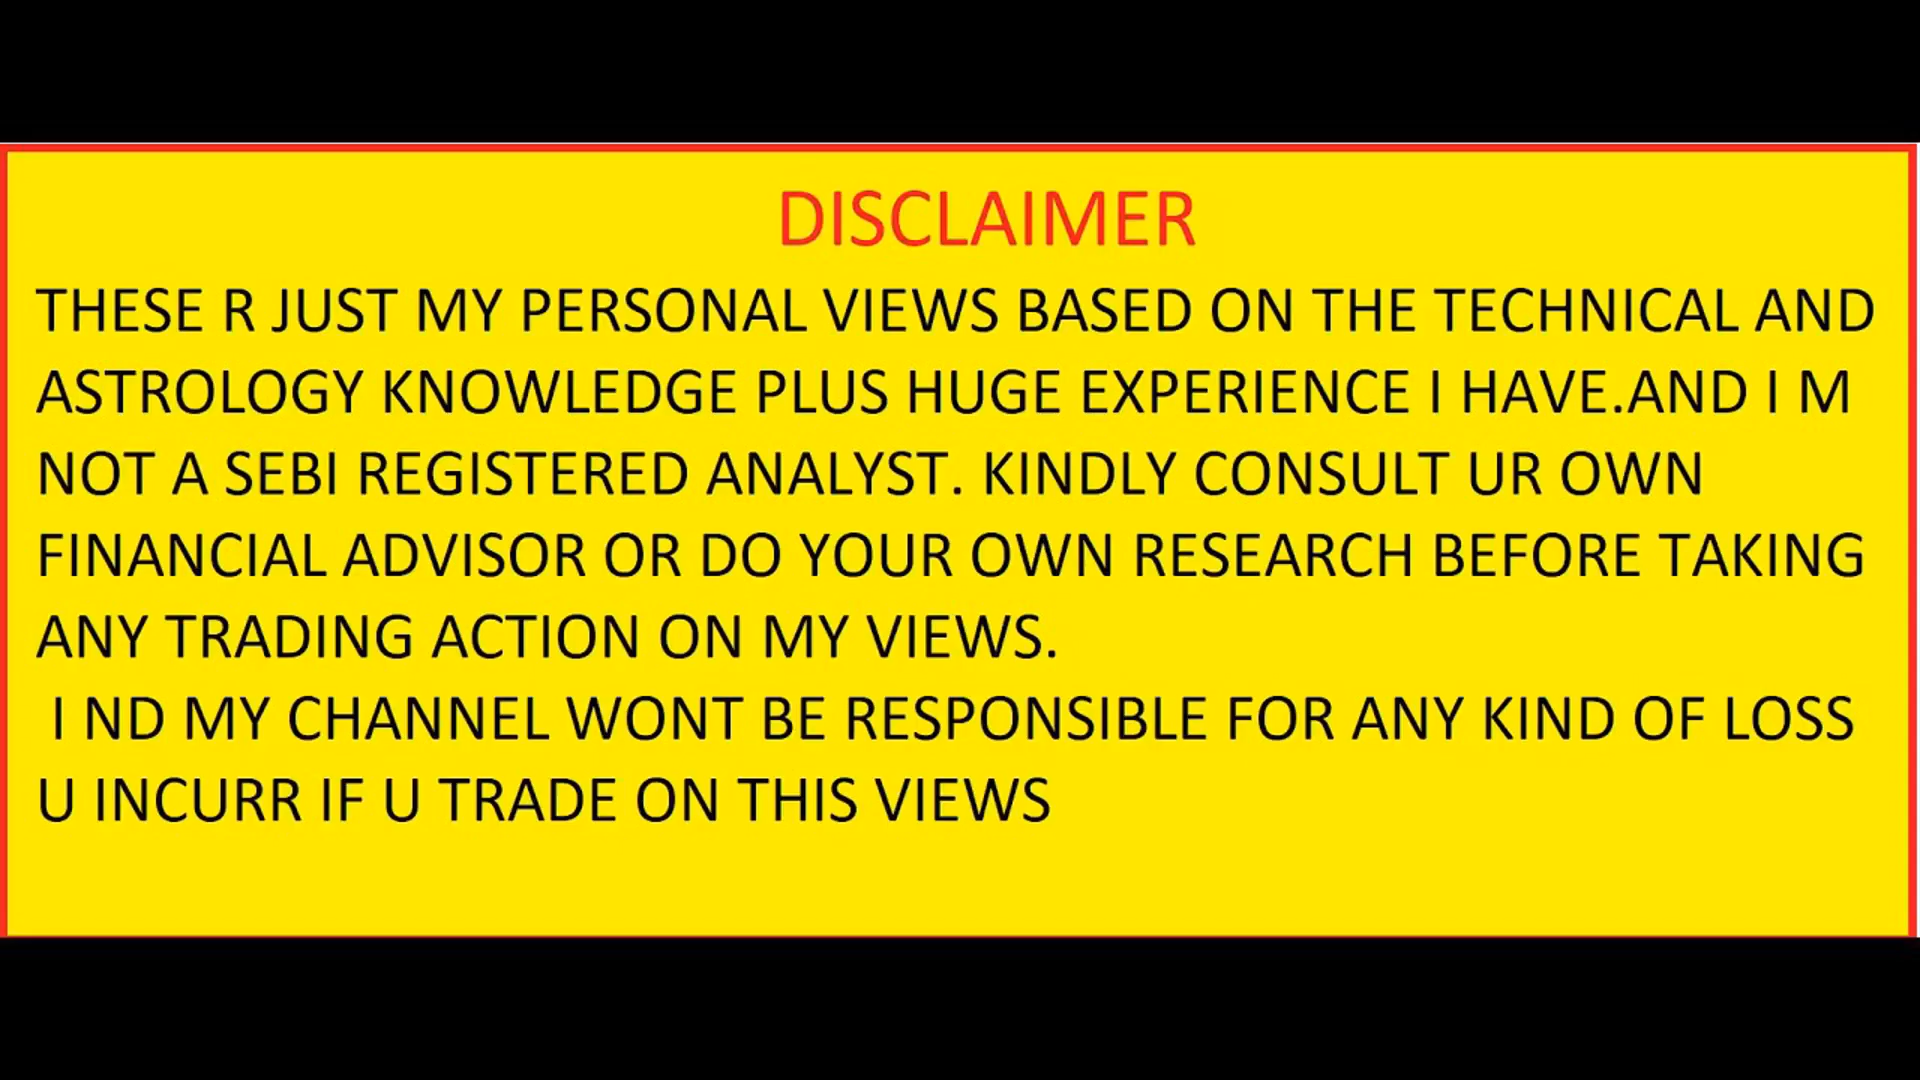 DISCLAIMER
THESE R JUST MY PERSONAL VIEWS BASED ON THE TECHNICAL AND
ASTROLOGY KNOWLEDGE PLUS HUGE EXPERIENCE I HAVE.AND I M
NOT A SEBI REGISTERED ANALYST. KINDLY CONSULT UR OWN
FINANCIAL ADVISOR OR DO YOUR OWN RESEARCH BEFORE TAKING
ANY TRADING ACTION ON MY VIEWS.
I ND MY CHANNEL WONT BE RESPONSIBLE FOR ANY KIND OF LOSS
U INCURR IF U TRADE ON THIS VIEWS